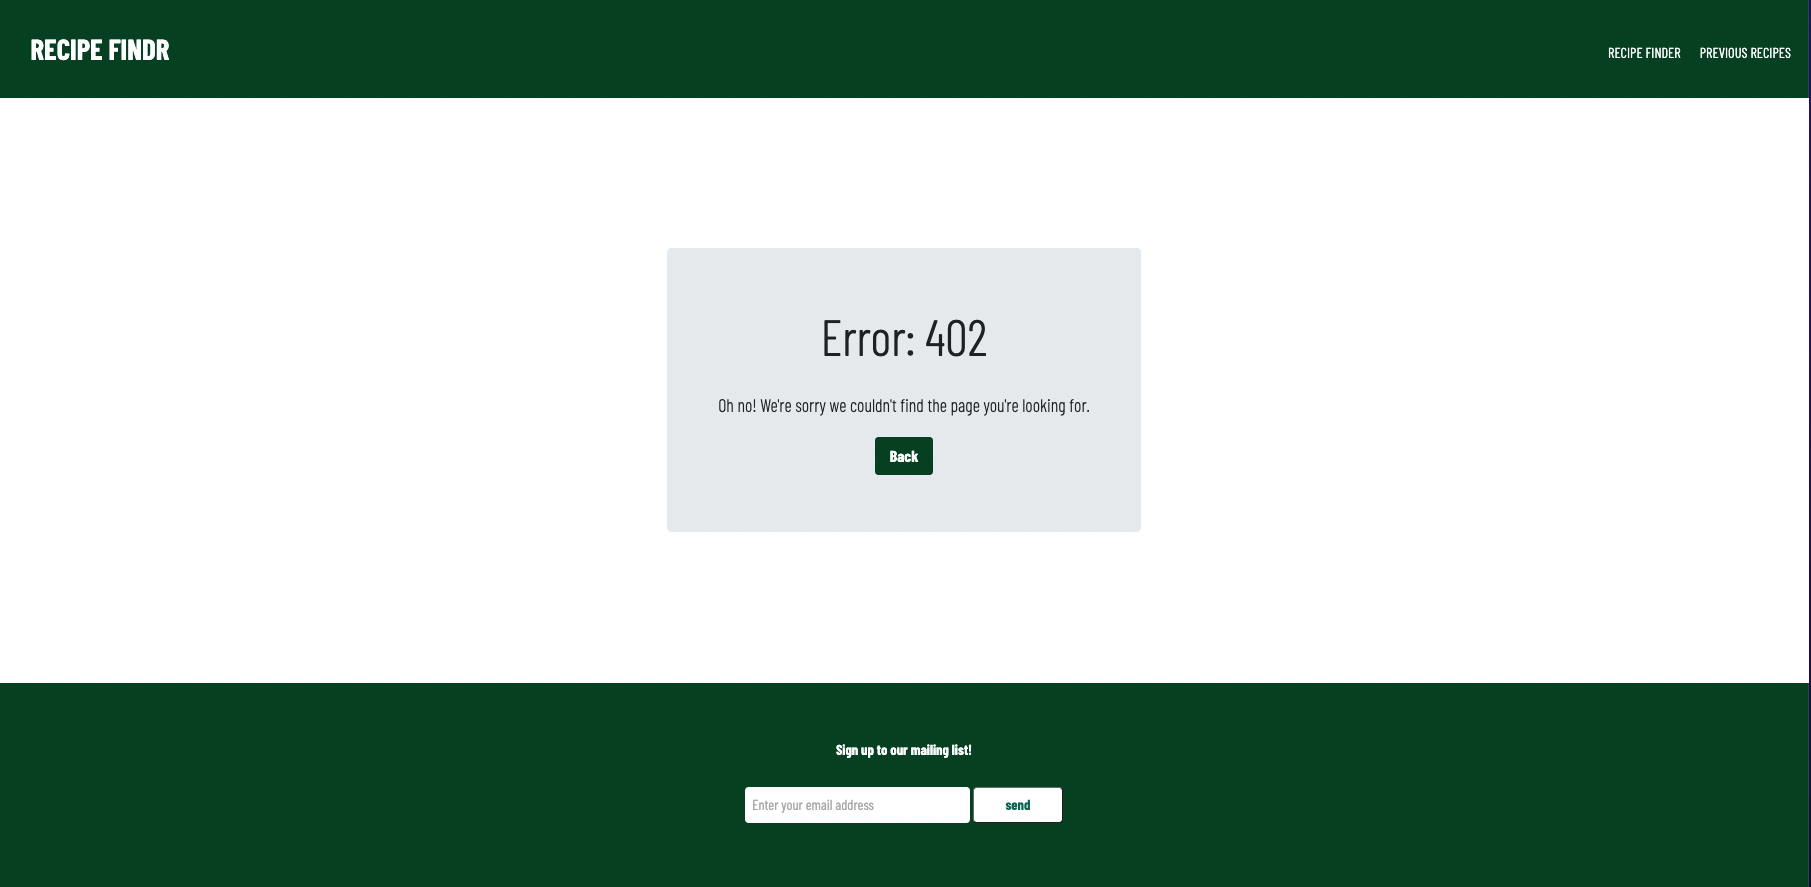 RECIPE FINDR
RECIPE FINDER
PREVIOUS RECIPES
Error: 402
Oh no! We're sorry we couldn't find the page you're looking for.
Back
Sign up to our mailing list!
Enter your email address
send